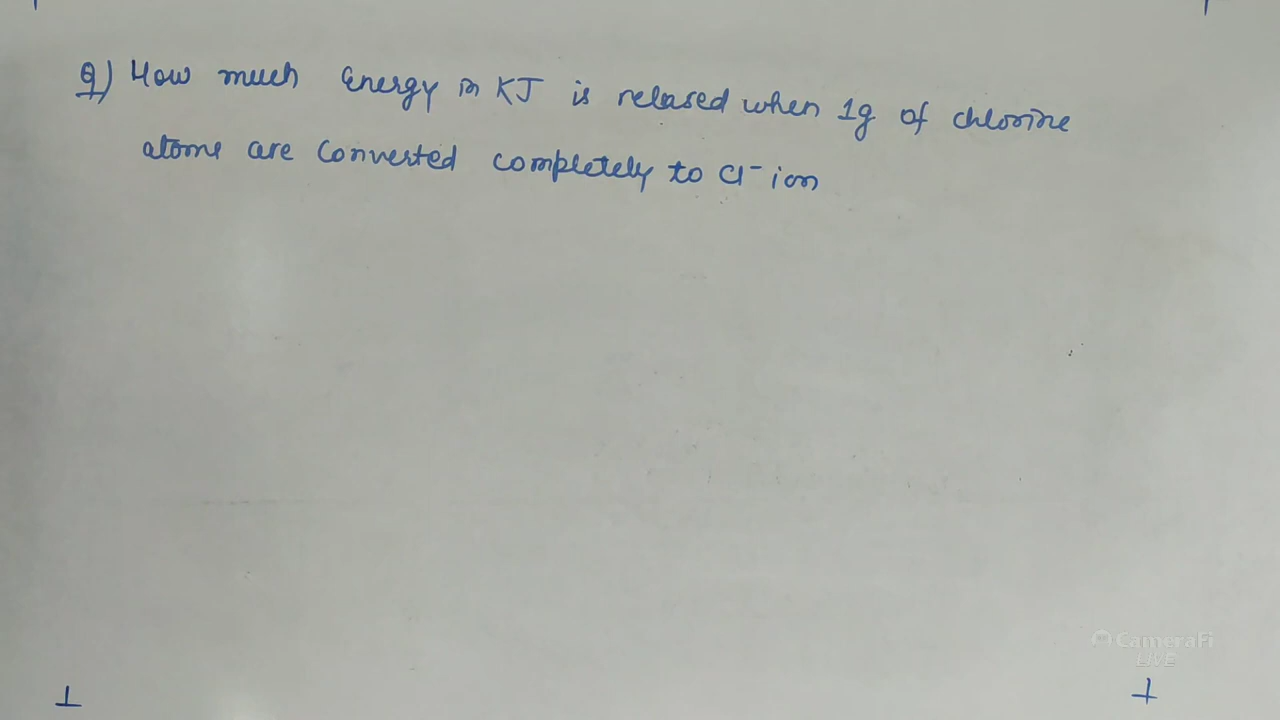 Q) How much Energy in KJ is relased when 1g of chlorine
atoms are converted completely to Cl⁻ ion
CameraFi
LIVE